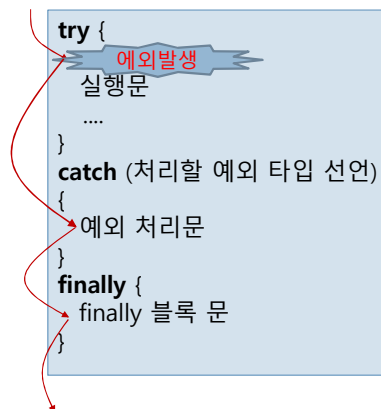 try {
에외발생
실행문
....
}
catch (처리할 예외 타입 선언)
{
예외 처리문
}
finally {
finally 블록 문
}